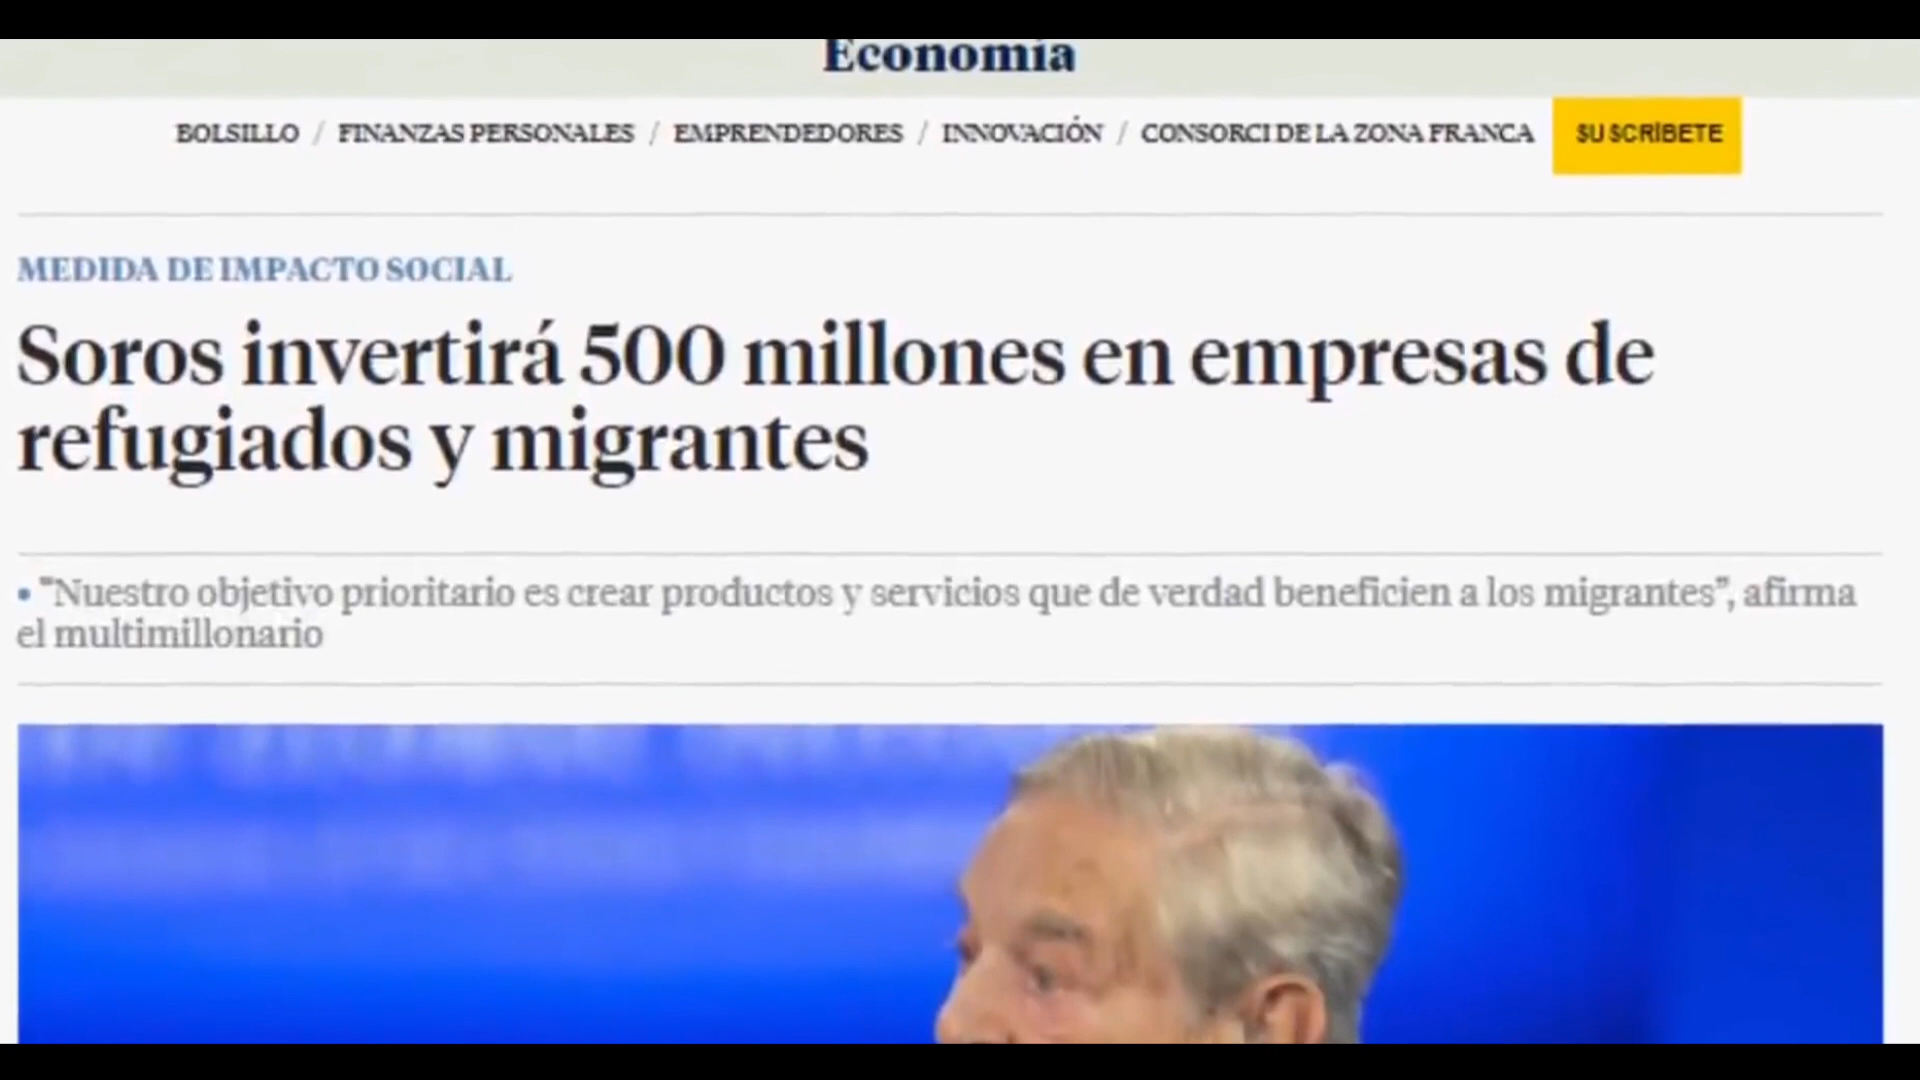 Economía
BOLSILLO / FINANZAS PERSONALES / EMPRENDEDORES / INNOVACIÓN / CONSORCI DE LA ZONA FRANCA SUSCRÍBETE
MEDIDA DE IMPACTO SOCIAL
Soros invertirá 500 millones en empresas de
refugiados y migrantes
• "Nuestro objetivo prioritario es crear productos y servicios que de verdad beneficien a los migrantes”, afirma
el multimillonario